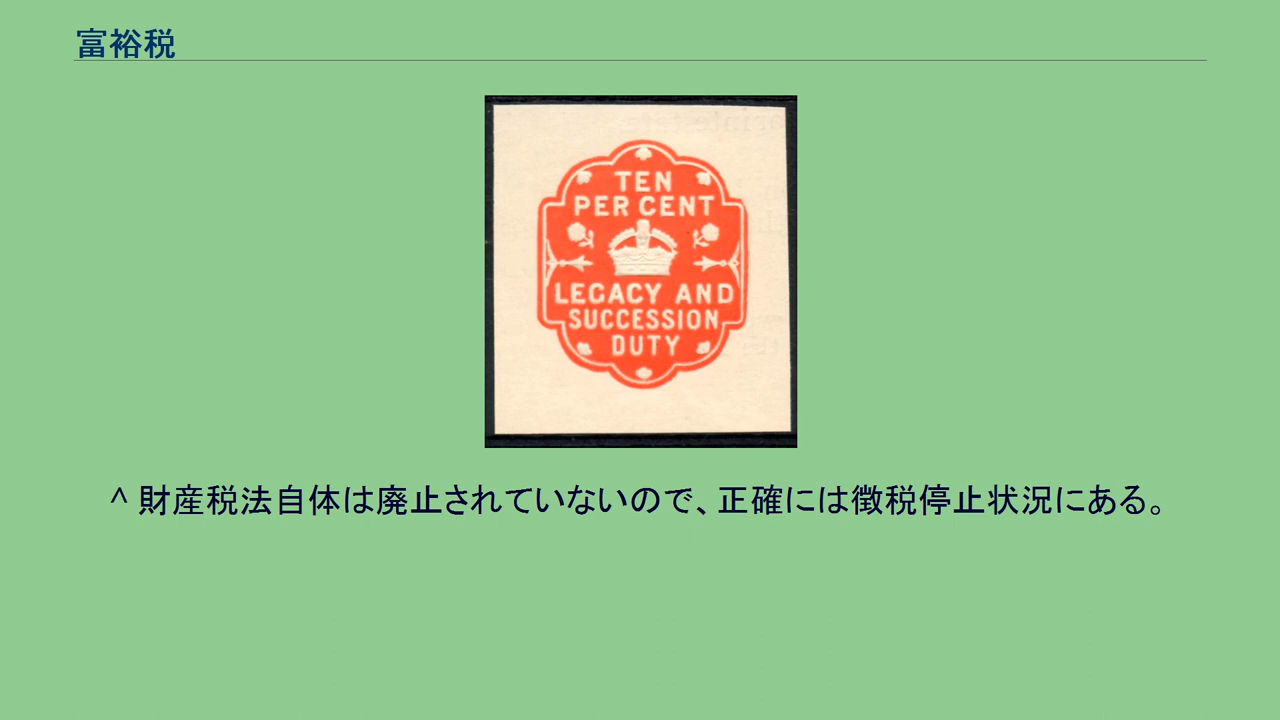 富裕税
TEN
PER CENT
LEGACY AND
SUCCESSION
DUTY
^ 財産税法自体は廃止されていないので、正確には徴税停止状況にある。